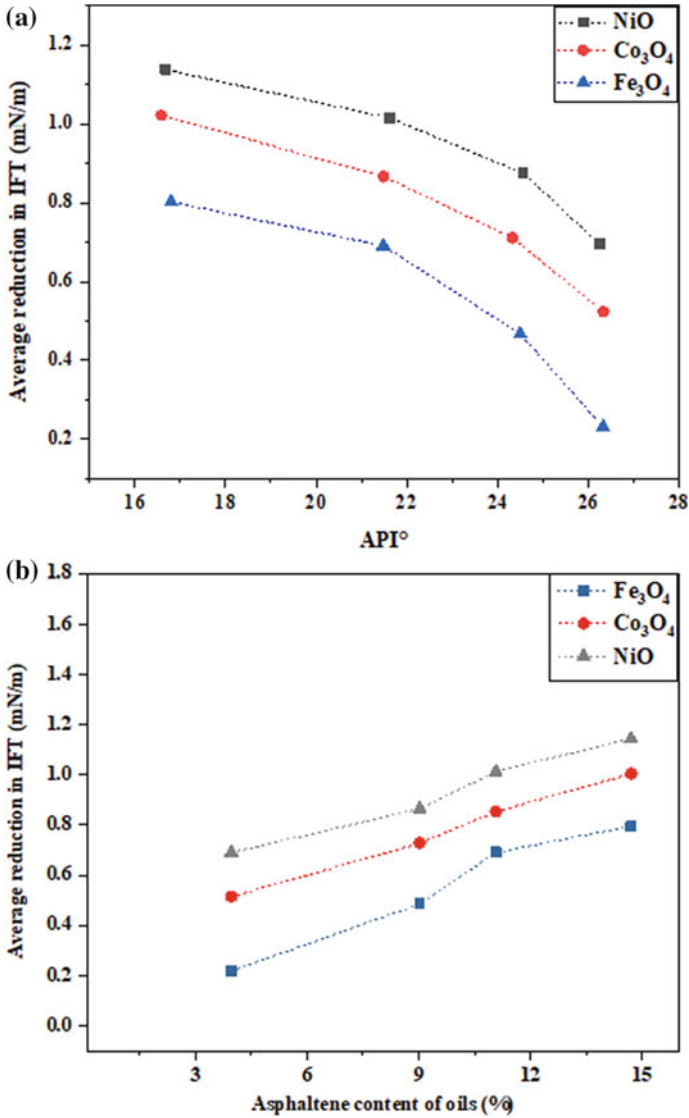 (a)
NiO
Co₃O₄
Fe₃O₄
Average reduction in IFT (mN/m)
1.2
1.0
0.8
0.6
0.4
0.2
16 18 20 22 24 26 28
API°
(b)
Fe₃O₄
Co₃O₄
NiO
Average reduction in IFT (mN/m)
1.8
1.6
1.4
1.2
1.0
0.8
0.6
0.4
0.2
0.0
3 6 9 12 15
Asphaltene content of oils (%)